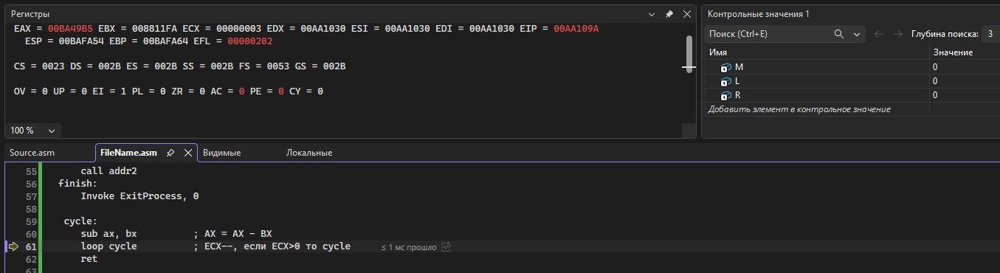 Регистры
EAX = 00BA49B5 EBX = 008811FA ECX = 00000003 EDX = 00AA1030 ESI = 00AA1030 EDI = 00AA1030 EIP = 00AA109A
ESP = 00BAFA54 EBP = 00BAFA64 EFL = 00000202
CS = 0023 DS = 002B ES = 002B SS = 002B FS = 0053 GS = 002B
OV = 0 UP = 0 EI = 1 PL = 0 ZR = 0 AC = 0 PE = 0 CY = 0
100 %
Контрольные значения 1
Поиск (Ctrl+E) Глубина поиска: 3
Имя Значение
M 0
L 0
R 0
Добавить элемент в контрольное значение
Source.asm FileName.asm Видимые Локальные
55 call addr2
56 finish:
57 Invoke ExitProcess, 0
58
59 cycle:
60 sub ax, bx ; AX = AX - BX
61 loop cycle ; ECX--, если ECX>0 то cycle ≤ 1 мс прошло
62 ret
63